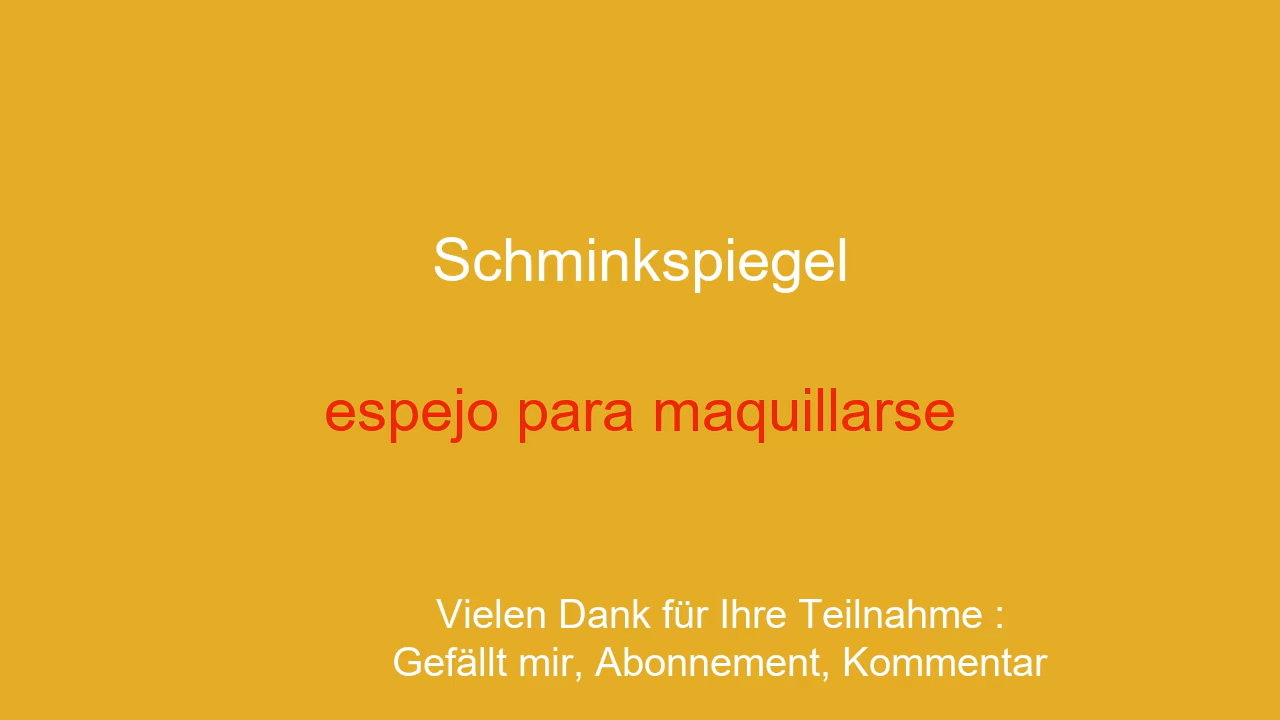 Schminkspiegel
espejo para maquillarse
Vielen Dank für Ihre Teilnahme :
Gefällt mir, Abonnement, Kommentar